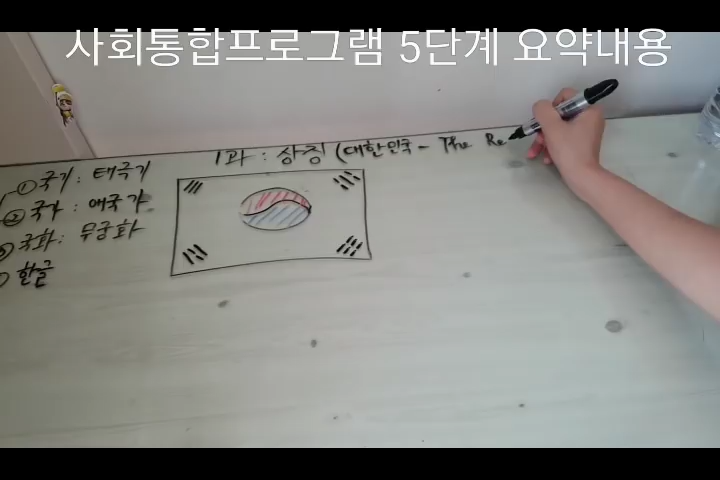 사회통합프로그램 5단계 요약내용
1과 : 상징 (대한민국 - The Re
① 국기 : 태극기
② 국가 : 애국가
국화 : 무궁화
한글